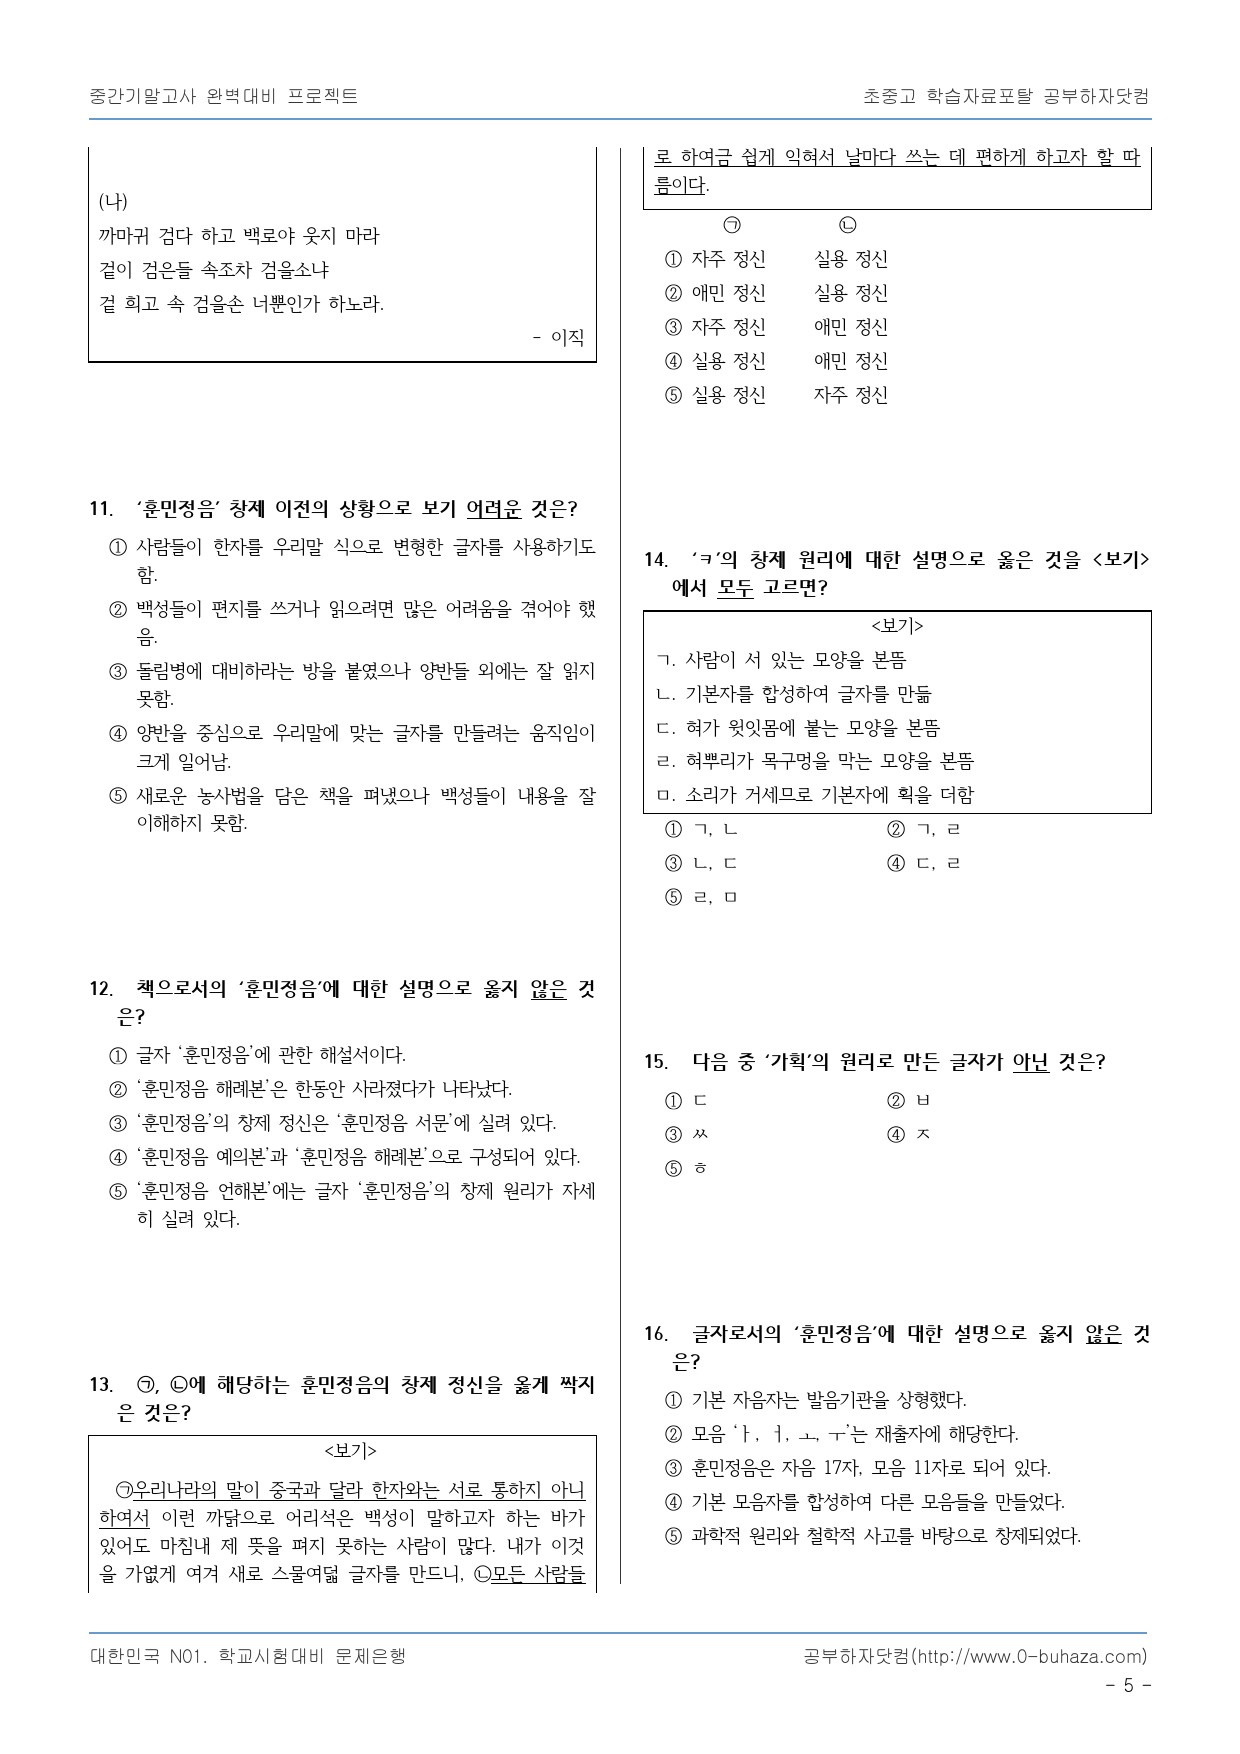 중간기말고사 완벽대비 프로젝트
초중고 학습자료포탈 공부하자닷컴
(나)
까마귀 검다 하고 백로야 웃지 마라
겉이 검은들 속조차 검을소냐
겉 희고 속 검을손 너뿐인가 하노라.
- 이직
11. ‘훈민정음’ 창제 이전의 상황으로 보기 어려운 것은?
① 사람들이 한자를 우리말 식으로 변형한 글자를 사용하기도
함.
② 백성들이 편지를 쓰거나 읽으려면 많은 어려움을 겪어야 했
음.
③ 돌림병에 대비하라는 방을 붙였으나 양반들 외에는 잘 읽지
못함.
④ 양반을 중심으로 우리말에 맞는 글자를 만들려는 움직임이
크게 일어남.
⑤ 새로운 농사법을 담은 책을 펴냈으나 백성들이 내용을 잘
이해하지 못함.
12. 책으로서의 ‘훈민정음’에 대한 설명으로 옳지 않은 것
은?
① 글자 ‘훈민정음’에 관한 해설서이다.
② ‘훈민정음 해례본’은 한동안 사라졌다가 나타났다.
③ ‘훈민정음’의 창제 정신은 ‘훈민정음 서문’에 실려 있다.
④ ‘훈민정음 예의본’과 ‘훈민정음 해례본’으로 구성되어 있다.
⑤ ‘훈민정음 언해본’에는 글자 ‘훈민정음’의 창제 원리가 자세
히 실려 있다.
13. ㉠, ㉡에 해당하는 훈민정음의 창제 정신을 옳게 짝지
은 것은?
<보기>
㉠우리나라의 말이 중국과 달라 한자와는 서로 통하지 아니
하여서 이런 까닭으로 어리석은 백성이 말하고자 하는 바가
있어도 마침내 제 뜻을 펴지 못하는 사람이 많다. 내가 이것
을 가엾게 여겨 새로 스물여덟 글자를 만드니, ㉡모든 사람들
로 하여금 쉽게 익혀서 날마다 쓰는 데 편하게 하고자 할 따
름이다.
㉠ ㉡
① 자주 정신 실용 정신
② 애민 정신 실용 정신
③ 자주 정신 애민 정신
④ 실용 정신 애민 정신
⑤ 실용 정신 자주 정신
14. ‘ㅋ’의 창제 원리에 대한 설명으로 옳은 것을 <보기>
에서 모두 고르면?
<보기>
ㄱ. 사람이 서 있는 모양을 본뜸
ㄴ. 기본자를 합성하여 글자를 만듦
ㄷ. 혀가 윗잇몸에 붙는 모양을 본뜸
ㄹ. 혀뿌리가 목구멍을 막는 모양을 본뜸
ㅁ. 소리가 거세므로 기본자에 획을 더함
① ㄱ, ㄴ ② ㄱ, ㄹ
③ ㄴ, ㄷ ④ ㄷ, ㄹ
⑤ ㄹ, ㅁ
15. 다음 중 ‘가획’의 원리로 만든 글자가 아닌 것은?
① ㄷ ② ㅂ
③ ㅆ ④ ㅈ
⑤ ㅎ
16. 글자로서의 ‘훈민정음’에 대한 설명으로 옳지 않은 것
은?
① 기본 자음자는 발음기관을 상형했다.
② 모음 ‘ㅏ, ㅓ, ㅗ, ㅜ’는 재출자에 해당한다.
③ 훈민정음은 자음 17자, 모음 11자로 되어 있다.
④ 기본 모음자를 합성하여 다른 모음들을 만들었다.
⑤ 과학적 원리와 철학적 사고를 바탕으로 창제되었다.
대한민국 N01. 학교시험대비 문제은행
공부하자닷컴(http://www.0-buhaza.com)
- 5 -